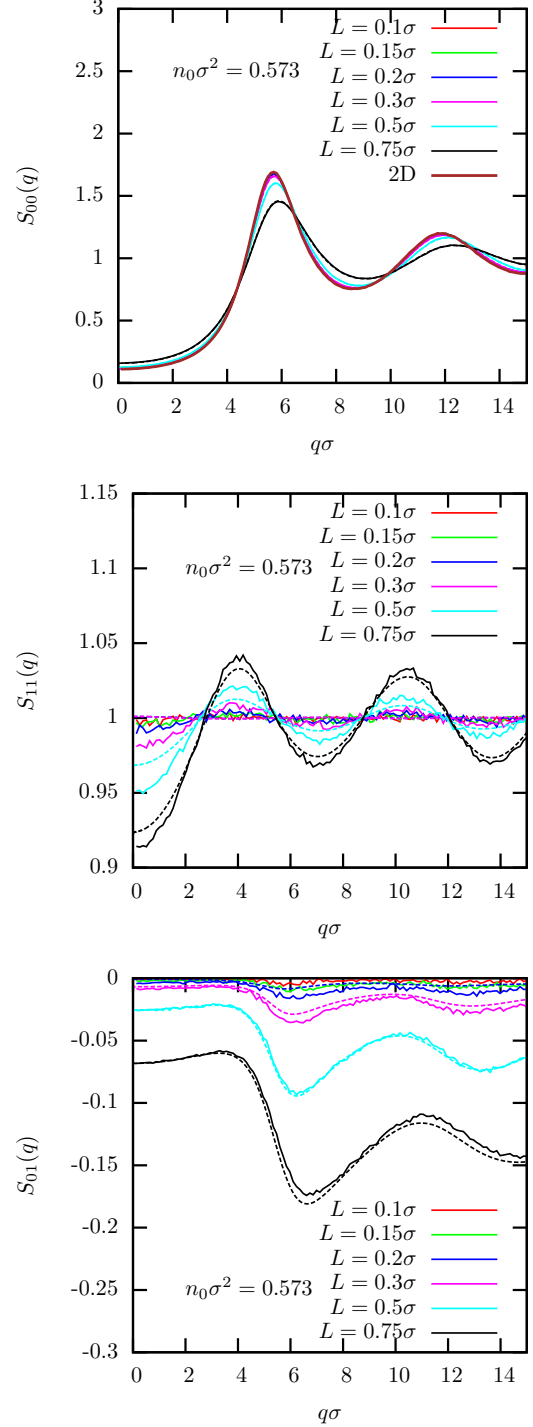 3
2.5
2
1.5
1
0.5
0
S₀₀(q)
n₀σ² = 0.573
L = 0.1σ
L = 0.15σ
L = 0.2σ
L = 0.3σ
L = 0.5σ
L = 0.75σ
2D
0 2 4 6 8 10 12 14
qσ
1.15
1.1
1.05
1
0.95
0.9
S₁₁(q)
n₀σ² = 0.573
L = 0.1σ
L = 0.15σ
L = 0.2σ
L = 0.3σ
L = 0.5σ
L = 0.75σ
0 2 4 6 8 10 12 14
qσ
0
-0.05
-0.1
-0.15
-0.2
-0.25
-0.3
S₀₁(q)
L = 0.1σ
L = 0.15σ
L = 0.2σ
L = 0.3σ
L = 0.5σ
L = 0.75σ
n₀σ² = 0.573
0 2 4 6 8 10 12 14
qσ